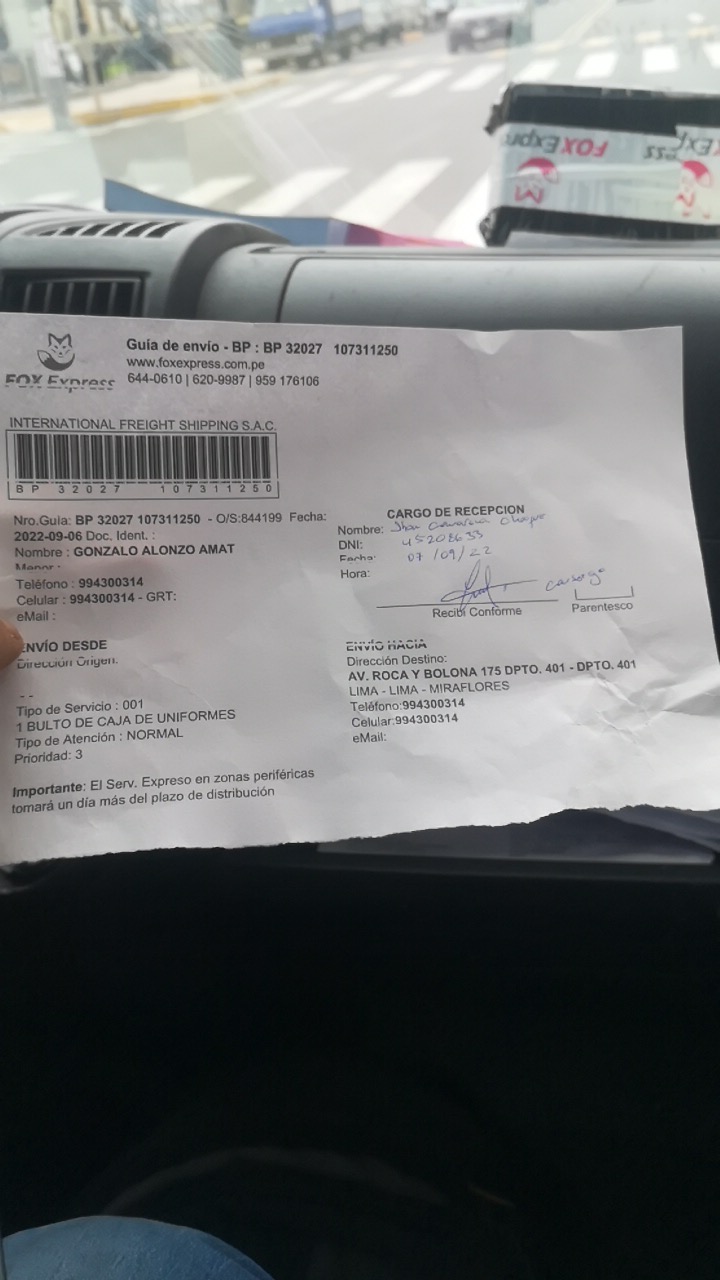 FOX Express
FOX Express
Guía de envío - BP : BP 32027 107311250
www.foxexpress.com.pe
644-0610 | 620-9987 | 959 176106
INTERNATIONAL FREIGHT SHIPPING S.A.C.
BP 32027 107311250
Nro.Guia: BP 32027 107311250 - O/S:844199 Fecha:
2022-09-06 Doc. Ident. :
Nombre : GONZALO ALONZO AMAT
Teléfono : 994300314
Celular : 994300314 - GRT:
eMail :
CARGO DE RECEPCION
Nombre: Jhan
DNI: 45208633
Fecha: 07/09/22
Hora:
Recibí Conforme
Parentesco
ENVÍO DESDE
Dirección Origen:
- -
Tipo de Servicio : 001
1 BULTO DE CAJA DE UNIFORMES
Tipo de Atención : NORMAL
Prioridad: 3
ENVÍO HACIA
Dirección Destino:
AV. ROCA Y BOLONA 175 DPTO. 401 - DPTO. 401
LIMA - LIMA - MIRAFLORES
Teléfono:994300314
Celular:994300314
eMail:
Importante: El Serv. Expreso en zonas periféricas
tomará un día más del plazo de distribución